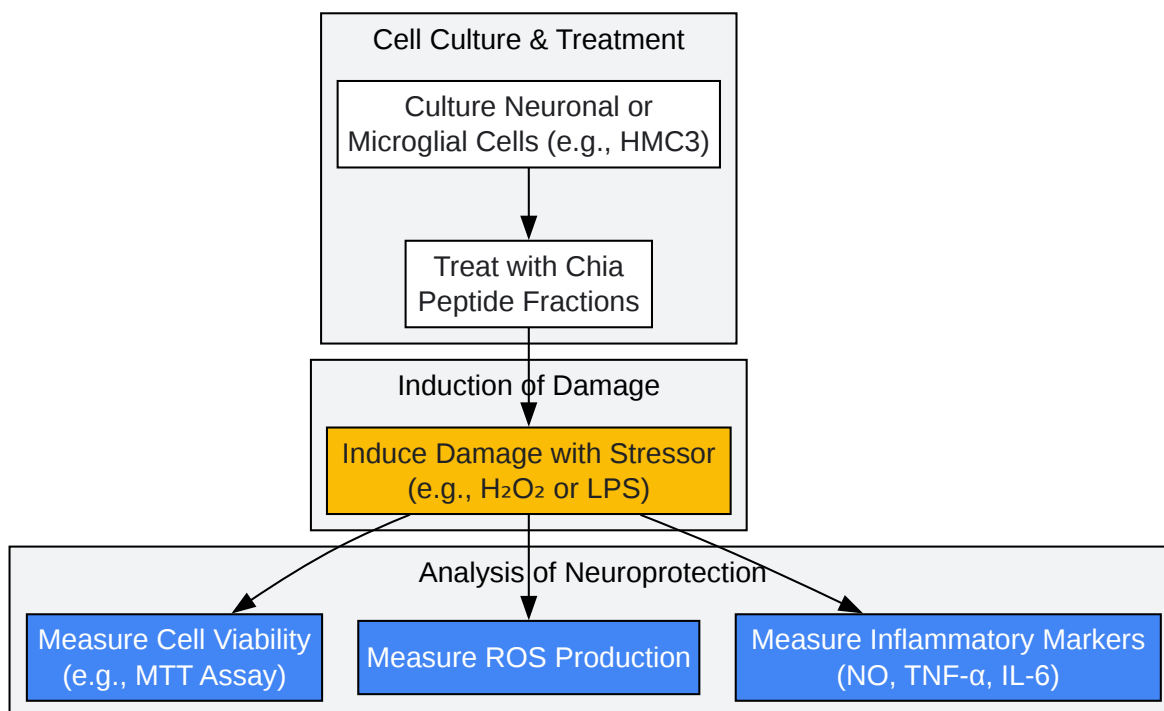 Cell Culture & Treatment
Culture Neuronal or
Microglial Cells (e.g., HMC3)
Treat with Chia
Peptide Fractions
Induction of Damage
Induce Damage with Stressor
(e.g., H₂O₂ or LPS)
Analysis of Neuroprotection
Measure Cell Viability
(e.g., MTT Assay)
Measure ROS Production
Measure Inflammatory Markers
(NO, TNF-α, IL-6)